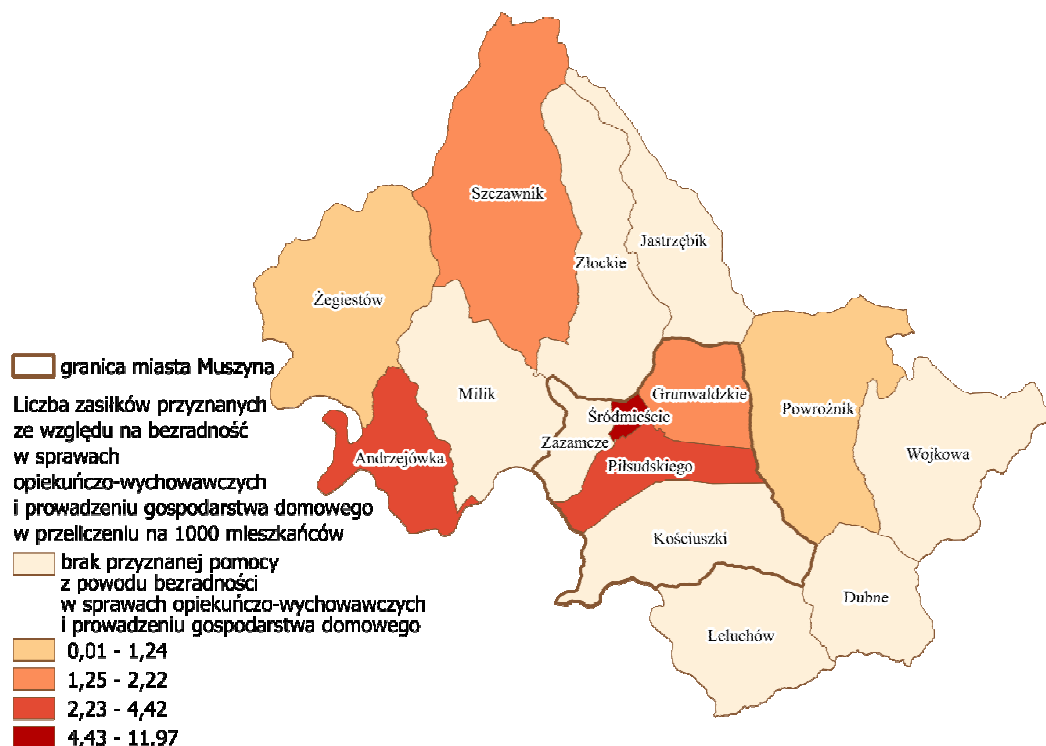 Szczawnik
Jastrzębik
Złockie
Żegiestów
granica miasta Muszyna
Milik
Grunwaldzkie
Liczba zasiłków przyznanych
ze względu na bezradność
w sprawach
opiekuńczo-wychowawczych
i prowadzeniu gospodarstwa domowego
w przeliczeniu na 1000 mieszkańców
Śródmieście
Powroźnik
Zazamcze
Andrzejówka
Piłsudskiego
Wojkowa
Kościuszki
brak przyznanej pomocy
z powodu bezradności
w sprawach opiekuńczo-wychowawczych
i prowadzeniu gospodarstwa domowego
Dubne
Leluchów
0,01 - 1,24
1,25 - 2,22
2,23 - 4,42
4,43 - 11,97